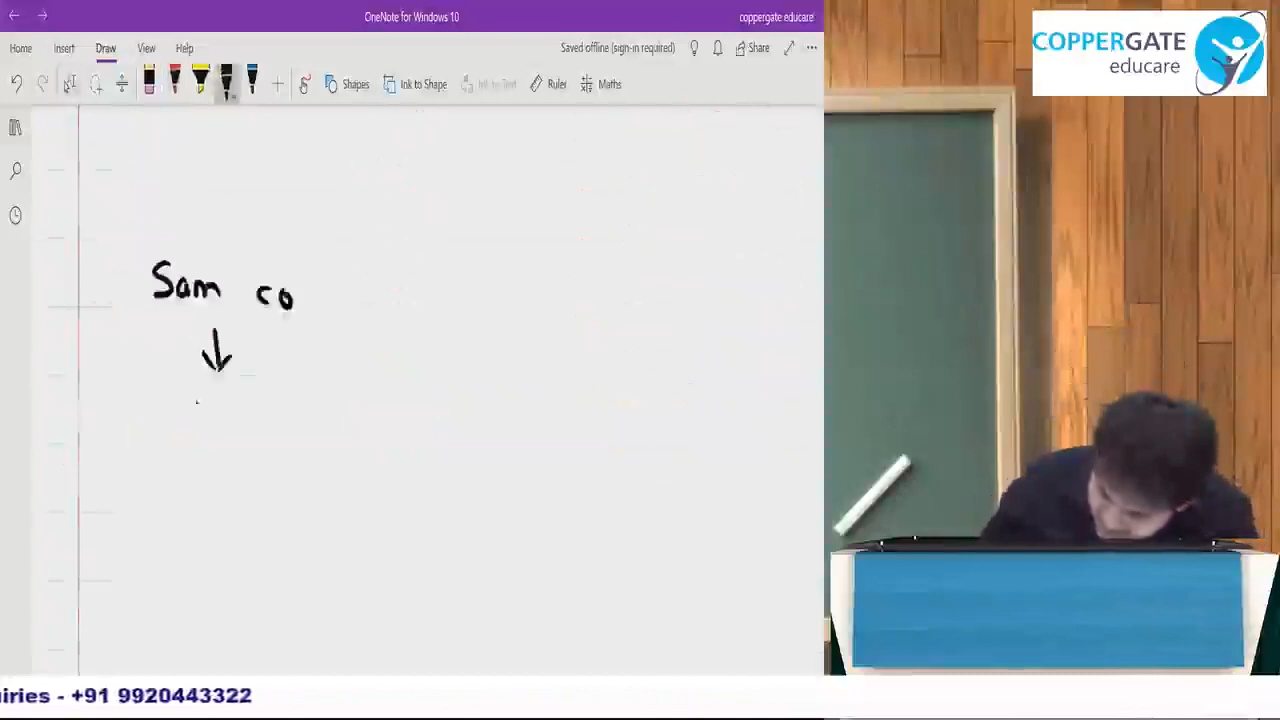 OneNote for Windows 10
coppergate educare
Home Insert Draw View Help
Saved offline (sign-in required)
Share
Shapes
Ink to Shape
Ink to Text
Ruler
Maths
COPPERGATE
educare
Sam co
iries - +91 9920443322